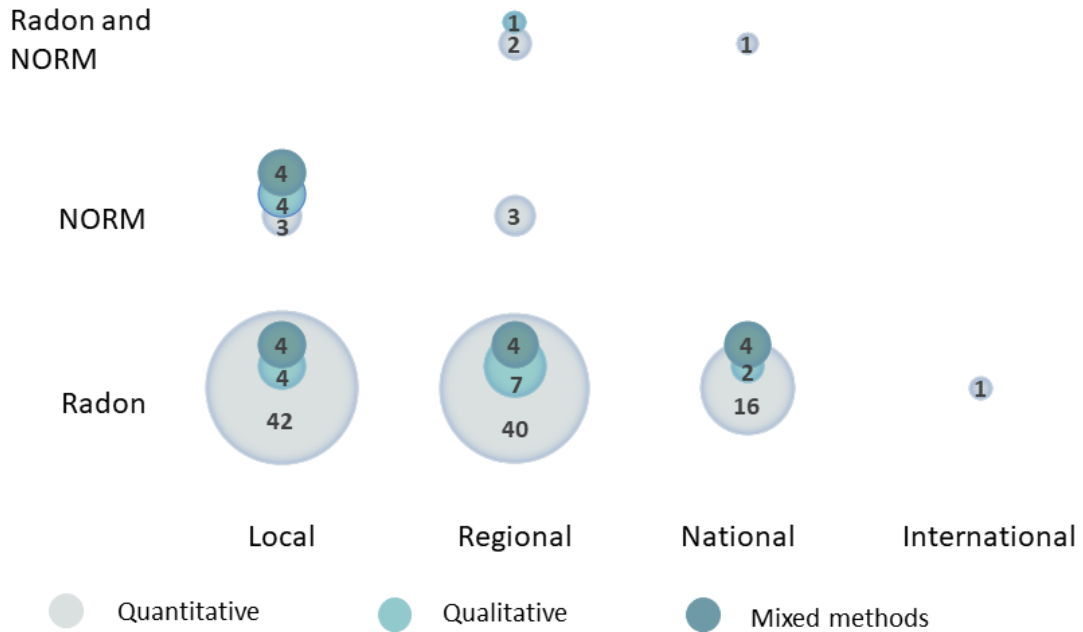 Radon and
NORM
1
2
1
4
4
3
NORM
3
4
4
42
4
7
40
4
2
16
1
Radon
Local
Regional
National
International
Quantitative
Qualitative
Mixed methods